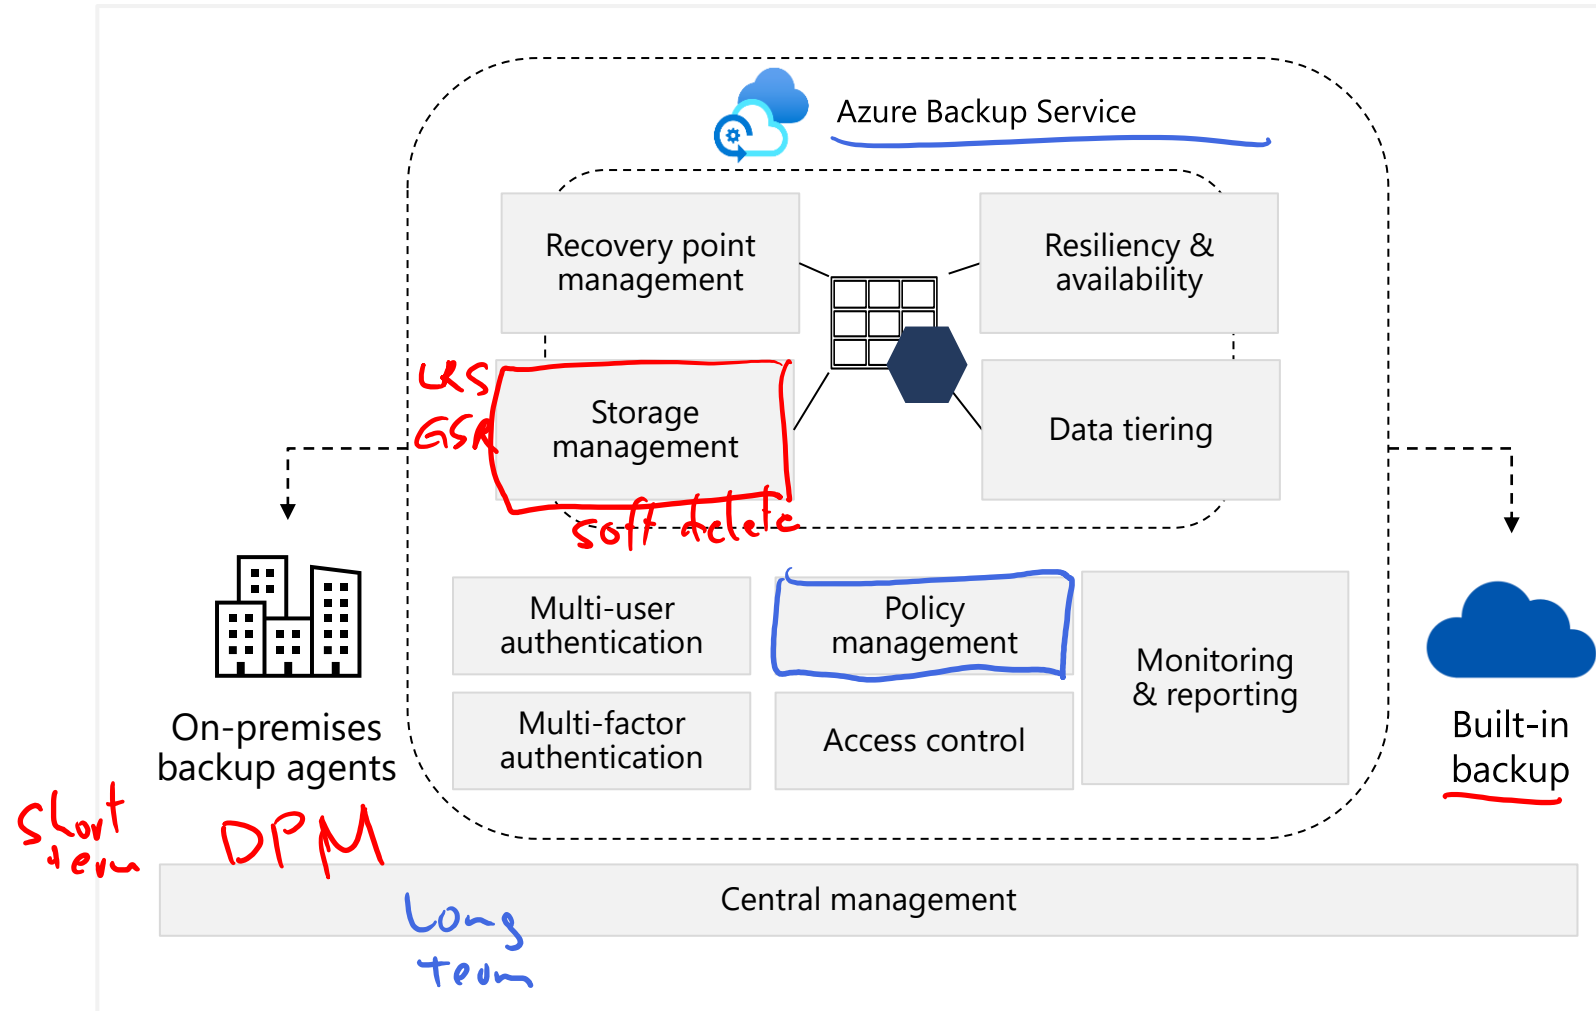 Azure Backup Service
Recovery point
management
Resiliency &
availability
LRS
GSR
Storage
management
Data tiering
soft delete
Multi-user
authentication
Policy
management
Monitoring
& reporting
Multi-factor
authentication
Access control
On-premises
backup agents
Built-in
backup
Short
term
DPM
Central management
Long
Term